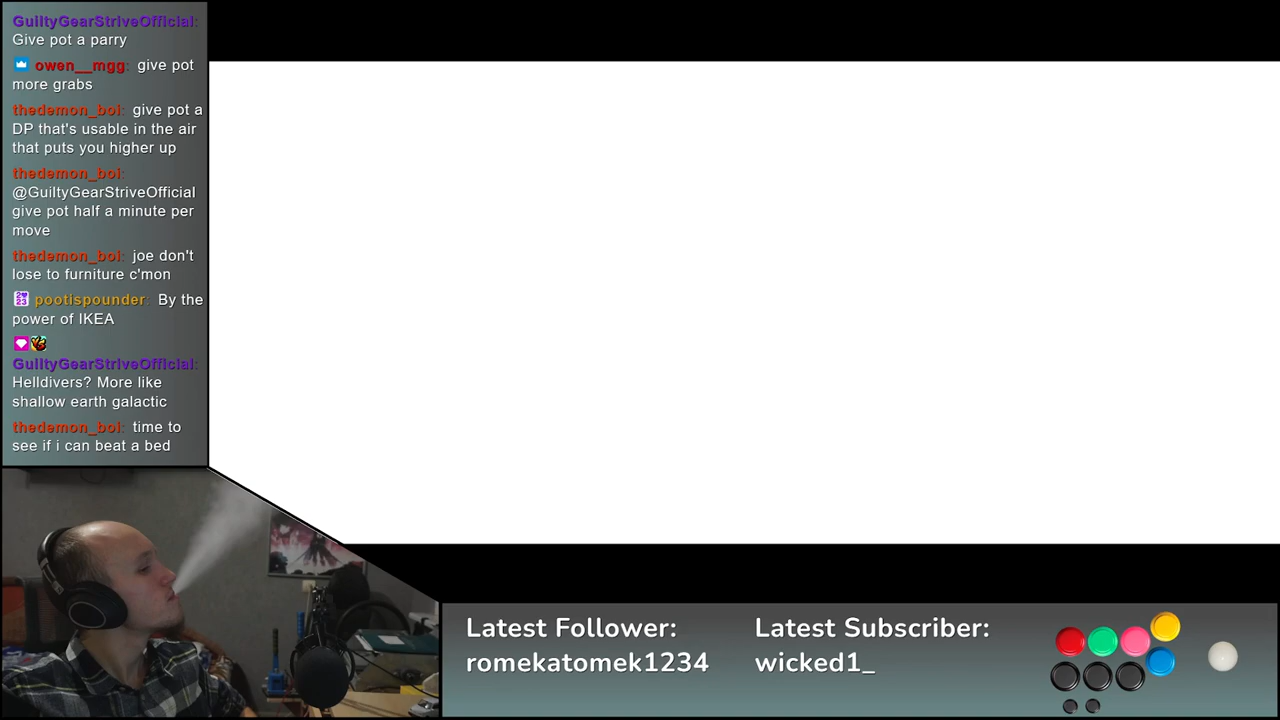 GuiltyGearStriveOfficial:
Give pot a parry
owen__mgg: give pot
more grabs
thedemon_boi: give pot a
DP that's usable in the air
that puts you higher up
thedemon_boi:
@GuiltyGearStriveOfficial
give pot half a minute per
move
thedemon_boi: joe don't
lose to furniture c'mon
pootispounder: By the
power of IKEA
GuiltyGearStriveOfficial:
Helldivers? More like
shallow earth galactic
thedemon_boi: time to
see if i can beat a bed
Latest Follower:
romekatomek1234
Latest Subscriber:
wicked1_